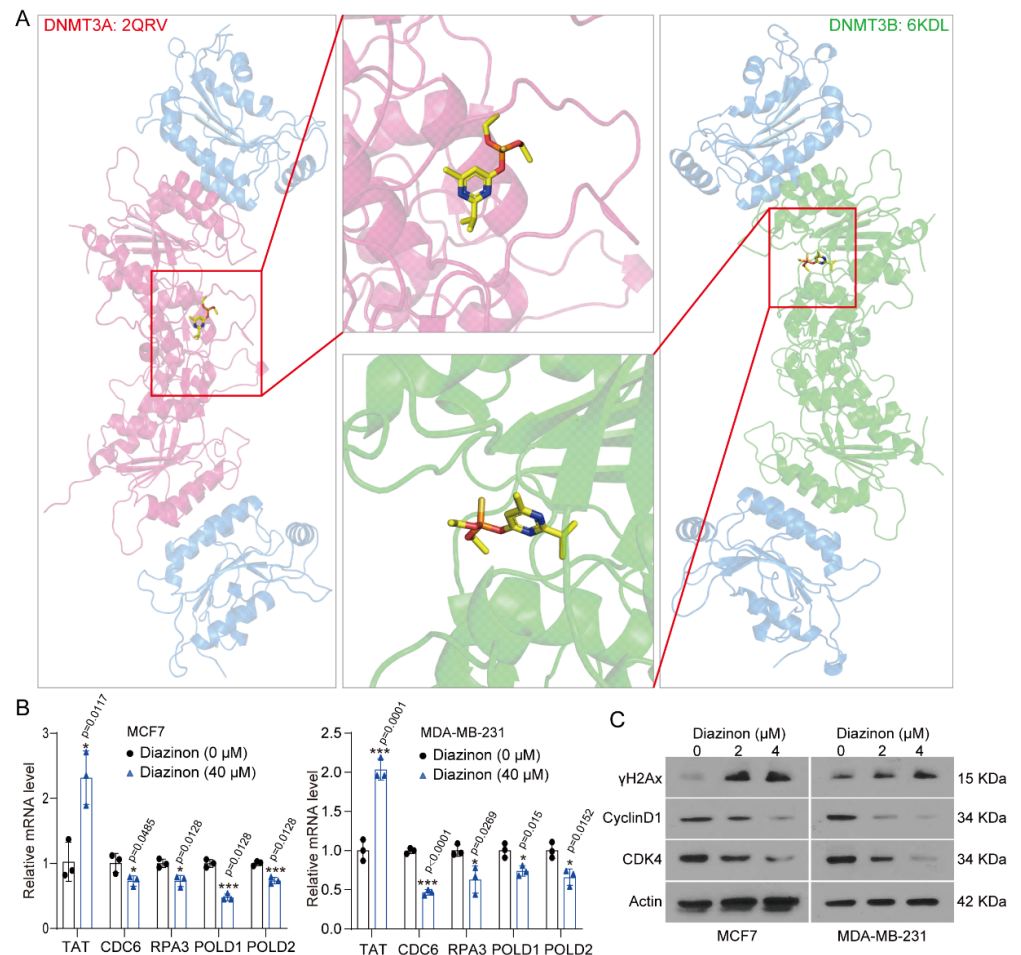 A
DNMT3A: 2QRV
DNMT3B: 6KDL
B
MCF7
Diazinon (0 µM)
Diazinon (40 µM)
Relative mRNA level
3
2
1
0
* p=0.0117
* p=0.0485
* p=0.0128
*** p=0.0128
*** p=0.0128
TAT CDC6 RPA3 POLD1 POLD2
MDA-MB-231
Diazinon (0 µM)
Diazinon (40 µM)
Relative mRNA level
2.5
2.0
1.5
1.0
0.5
0.0
*** p=0.0001
*** p=0.0001
* p=0.0269
* p=0.015
* p=0.0152
TAT CDC6 RPA3 POLD1 POLD2
C
Diazinon (µM) Diazinon (µM)
0 2 4 0 2 4
γH2Ax 15 KDa
CyclinD1 34 KDa
CDK4 34 KDa
Actin 42 KDa
MCF7 MDA-MB-231